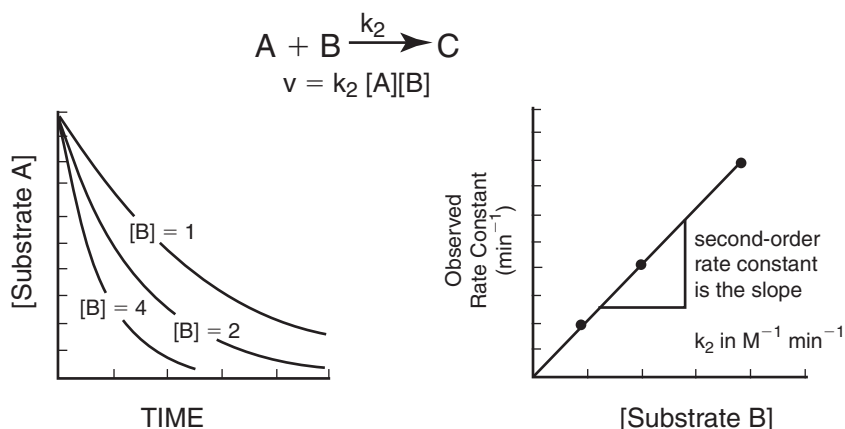 k₂
A + B → C
v = k₂ [A][B]
[Substrate A]
[B] = 1
[B] = 4
[B] = 2
TIME
Observed
Rate Constant
(min⁻¹)
second-order
rate constant
is the slope
k₂ in M⁻¹ min⁻¹
[Substrate B]